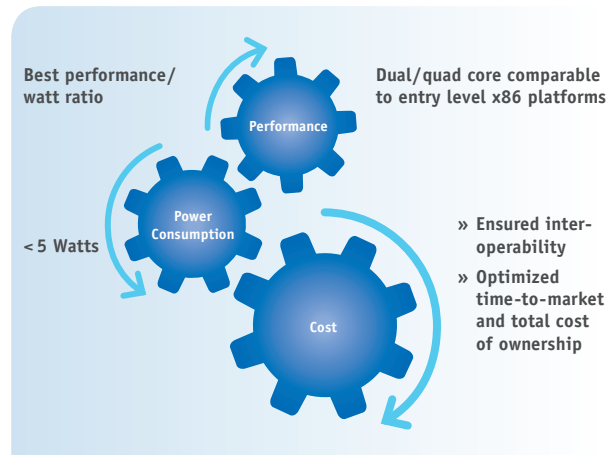 Best performance/
watt ratio
Dual/quad core comparable
to entry level x86 platforms
Performance
Power
Consumption
< 5 Watts
» Ensured inter-
operability
» Optimized
time-to-market
and total cost
of ownership
Cost